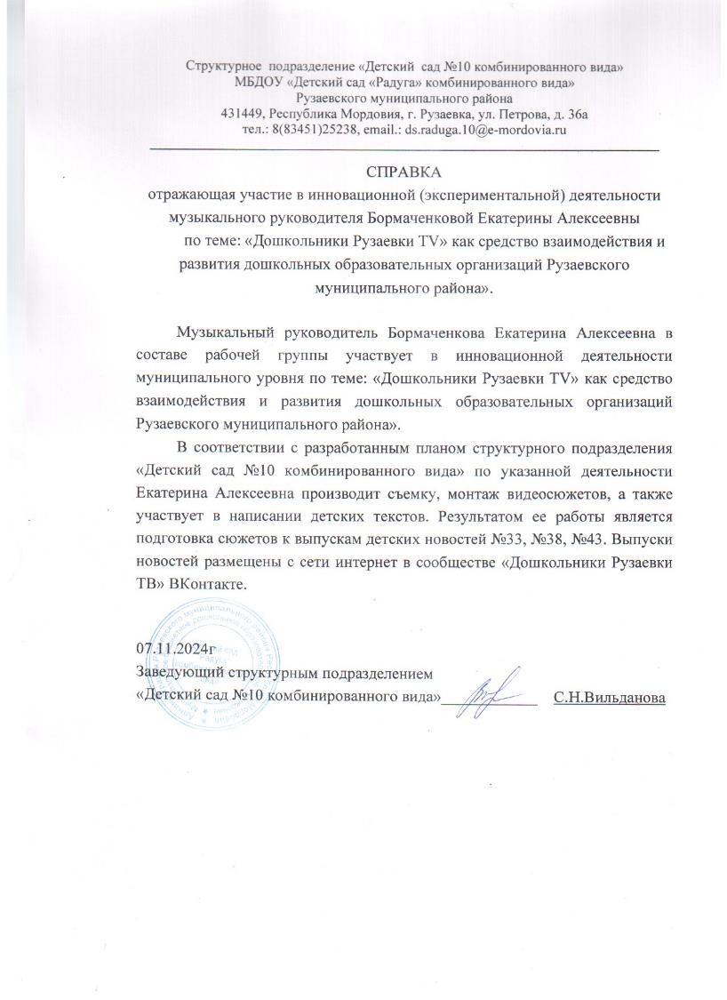 Структурное подразделение «Детский сад №10 комбинированного вида»
МБДОУ «Детский сад «Радуга» комбинированного вида»
Рузаевского муниципального района
431449, Республика Мордовия, г. Рузаевка, ул. Петрова, д. 36а
тел.: 8(83451)25238, email.: ds.raduga.10@e-mordovia.ru
СПРАВКА
отражающая участие в инновационной (экспериментальной) деятельности
музыкального руководителя Бормаченковой Екатерины Алексеевны
по теме: «Дошкольники Рузаевки TV» как средство взаимодействия и
развития дошкольных образовательных организаций Рузаевского
муниципального района».
Музыкальный руководитель Бормаченкова Екатерина Алексеевна в
составе рабочей группы участвует в инновационной деятельности
муниципального уровня по теме: «Дошкольники Рузаевки TV» как средство
взаимодействия и развития дошкольных образовательных организаций
Рузаевского муниципального района».
В соответствии с разработанным планом структурного подразделения
«Детский сад №10 комбинированного вида» по указанной деятельности
Екатерина Алексеевна производит съемку, монтаж видеосюжетов, а также
участвует в написании детских текстов. Результатом ее работы является
подготовка сюжетов к выпускам детских новостей №33, №38, №43. Выпуски
новостей размещены с сети интернет в сообществе «Дошкольники Рузаевки
ТВ» ВКонтакте.
07.11.2024г
Заведующий структурным подразделением
«Детский сад №10 комбинированного вида»____________ С.Н.Вильданова